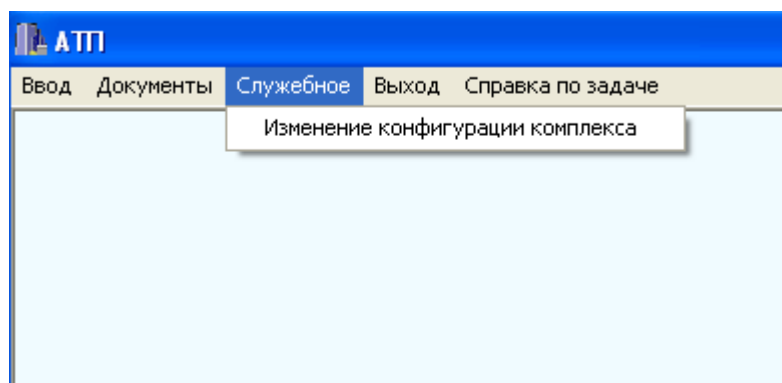 АТП
Ввод Документы Служебное Выход Справка по задаче
Изменение конфигурации комплекса